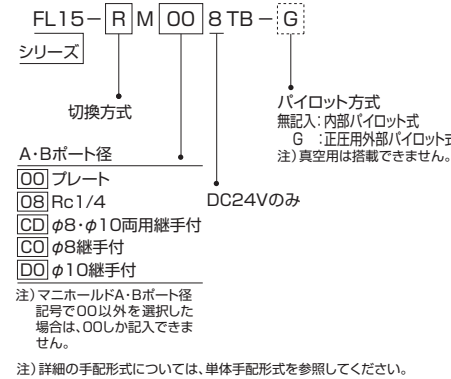 FL15-RM008TB-G
シリーズ
切換方式
パイロット方式
無記入：内部パイロット式
G ：正圧用外部パイロット式
注）真空用は搭載できません。
A・Bポート径
00 プレート
08 Rc1/4
CD φ8・φ10両用継手付
C0 φ8継手付
D0 φ10継手付
DC24Vのみ
注）マニホールドA・Bポート径
記号で00以外を選択した
場合は、00しか記入できま
せん。
注）詳細の手配形式については、単体手配形式を参照してください。